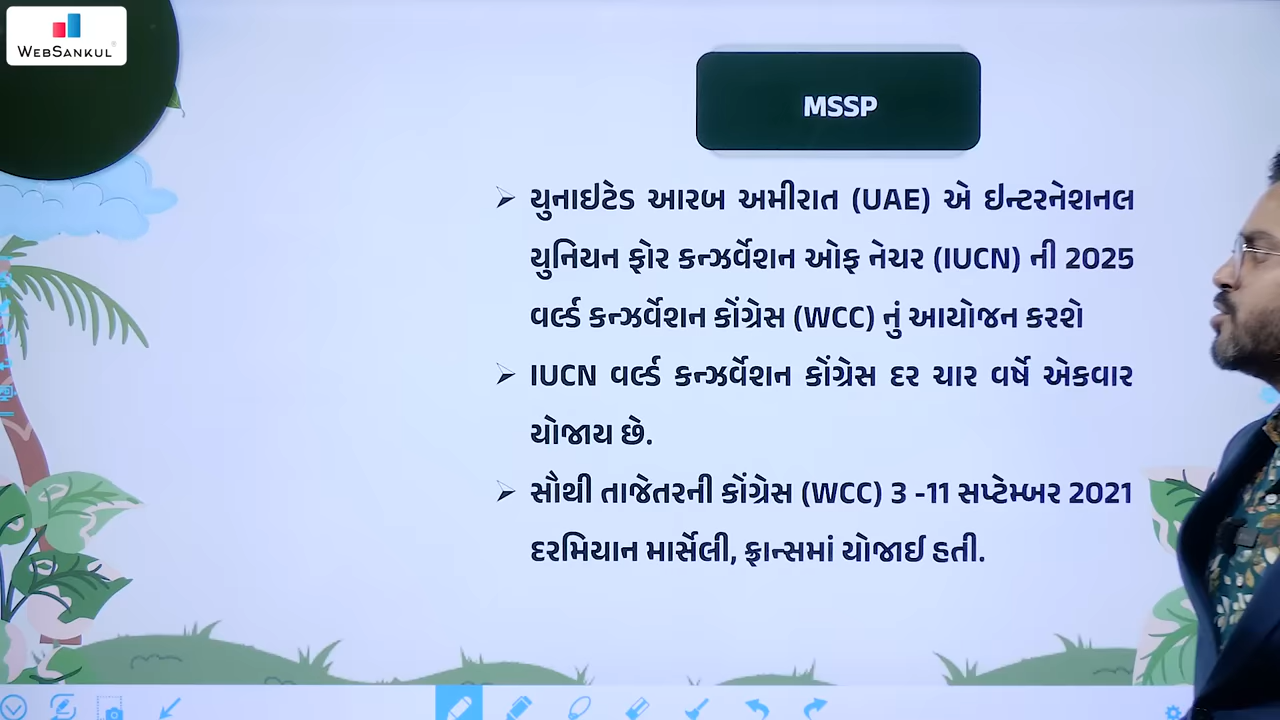 WEBSANKUL
MSSP
➢ યુનાઇટેડ આરબ અમીરાત (UAE) એ ઇન્ટરનેશનલ
યુનિયન ફોર કન્ઝર્વેશન ઓફ નેચર (IUCN) ની 2025
વર્લ્ડ કન્ઝર્વેશન કોંગ્રેસ (WCC) નું આયોજન કરશે
➢ IUCN વર્લ્ડ કન્ઝર્વેશન કોંગ્રેસ દર ચાર વર્ષે એકવાર
યોજાય છે.
➢ સૌથી તાજેતરની કોંગ્રેસ (WCC) 3 -11 સપ્ટેમ્બર 2021
દરમિયાન માર્સેલી, ફ્રાન્સમાં યોજાઈ હતી.